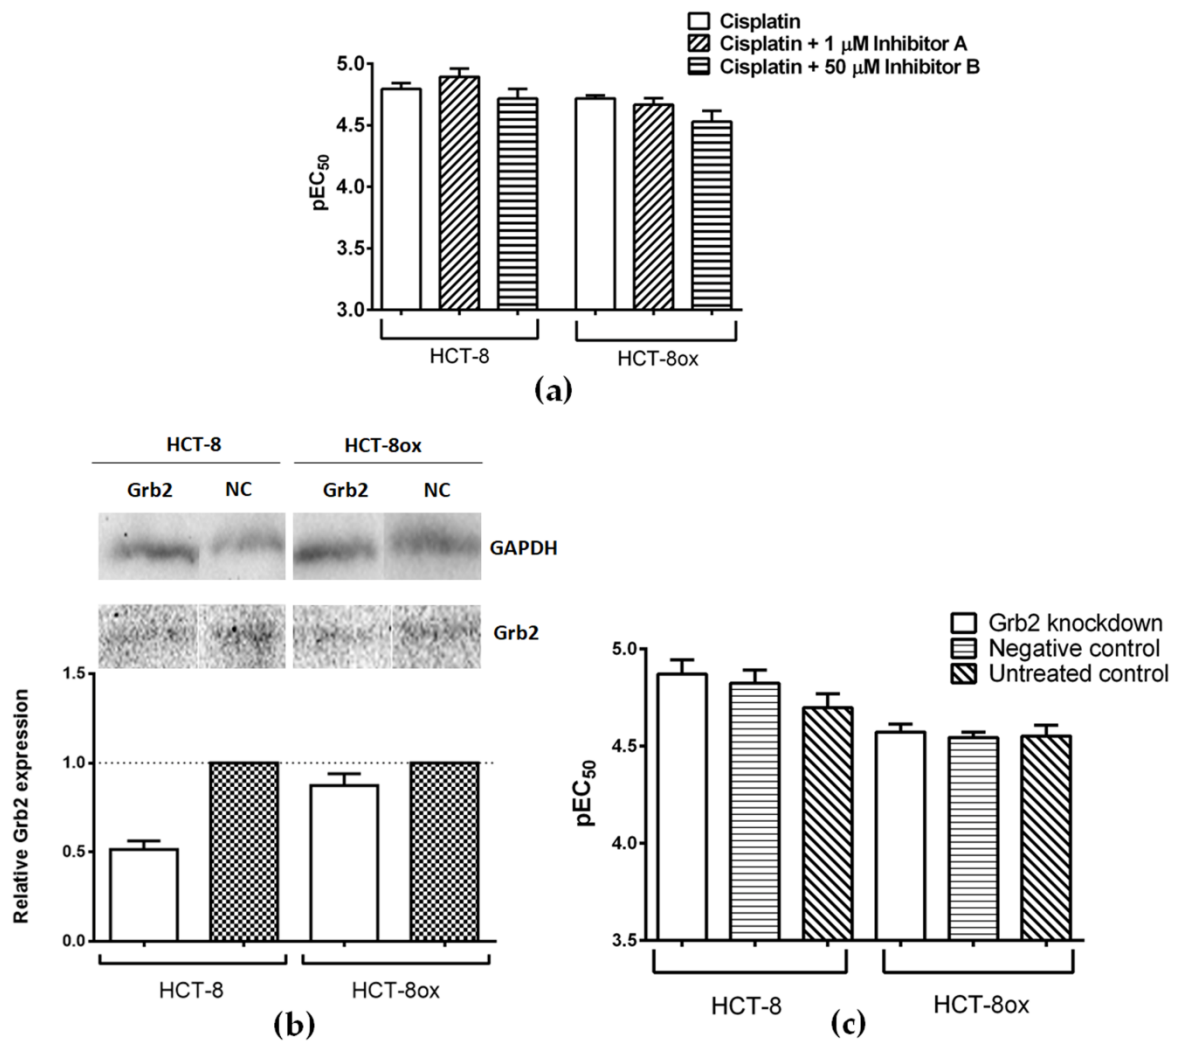 Cisplatin
Cisplatin + 1 μM Inhibitor A
Cisplatin + 50 μM Inhibitor B
5.0
4.5
4.0
3.5
3.0
pEC50
HCT-8
HCT-8ox
(a)
HCT-8
HCT-8ox
Grb2
NC
Grb2
NC
GAPDH
Grb2
1.5
1.0
0.5
0.0
Relative Grb2 expression
HCT-8
HCT-8ox
(b)
Grb2 knockdown
Negative control
Untreated control
5.0
4.5
4.0
3.5
pEC50
HCT-8
HCT-8ox
(c)